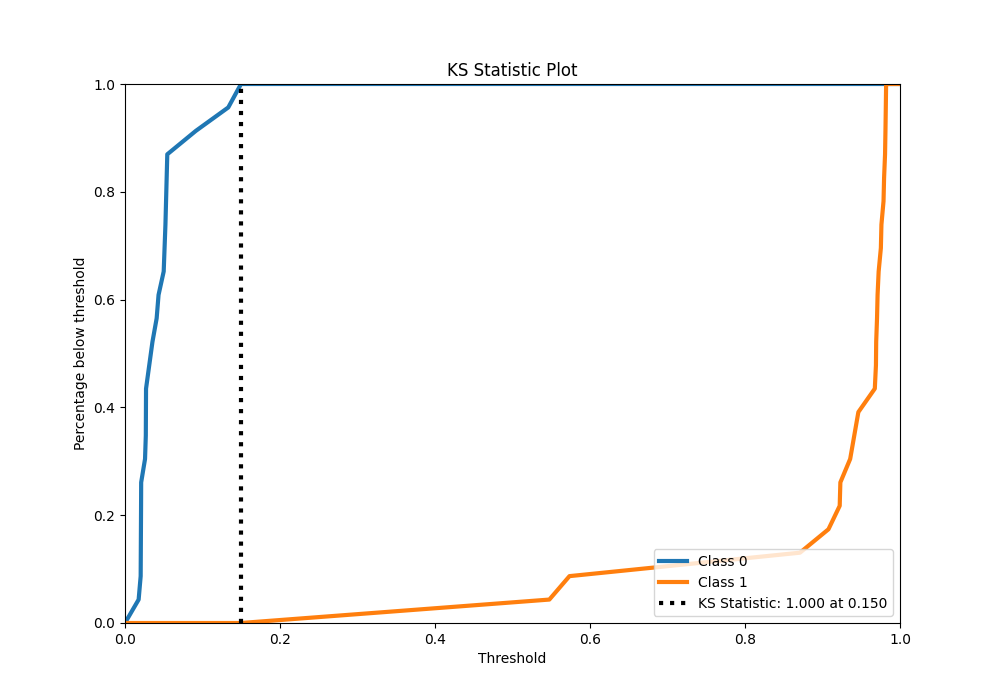 KS Statistic Plot
1.0
0.8
0.6
0.4
0.2
0.0
Percentage below threshold
0.0 0.2 0.4 0.6 0.8 1.0
Threshold
Class 0
Class 1
KS Statistic: 1.000 at 0.150